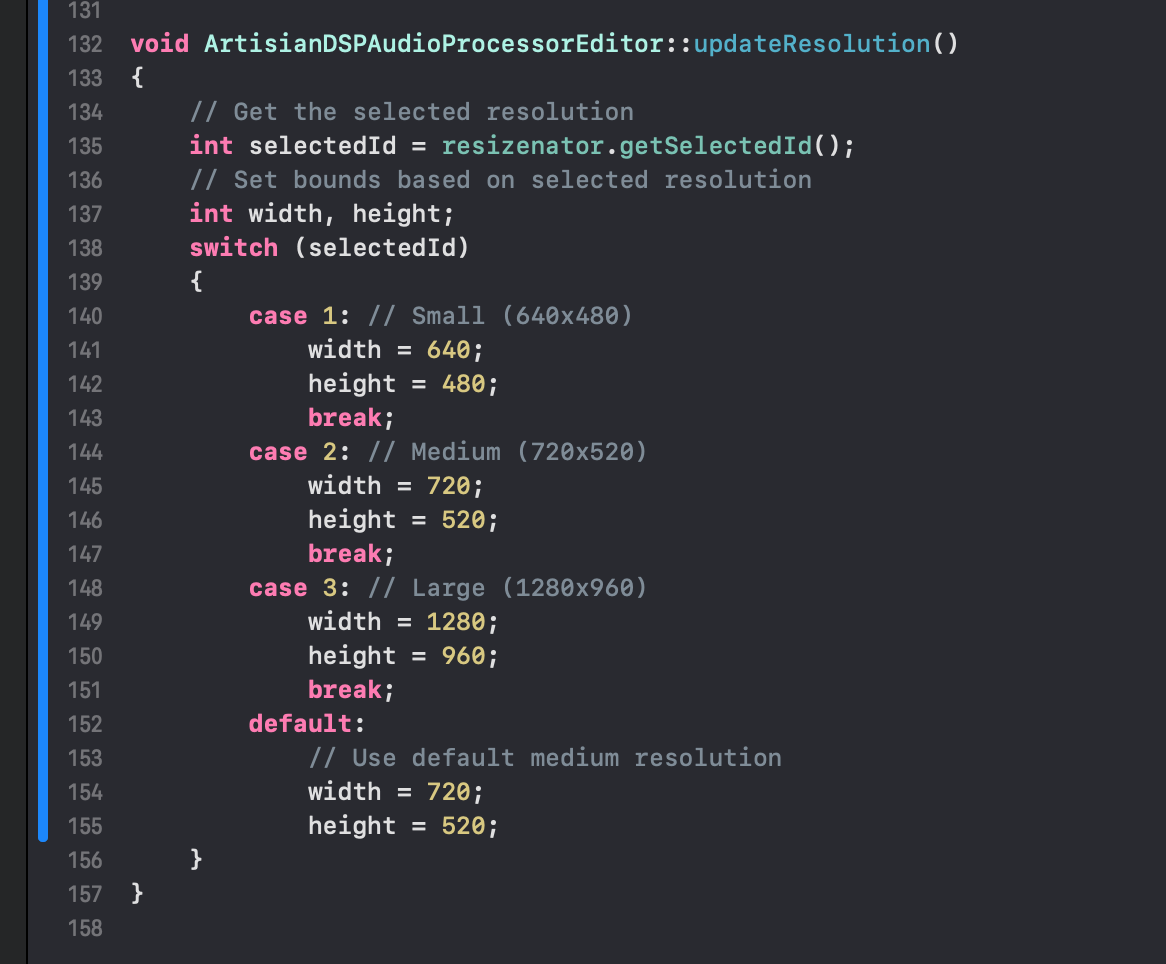 131
132 void ArtisianDSPAudioProcessorEditor::updateResolution()
133 {
134     // Get the selected resolution
135     int selectedId = resizenator.getSelectedId();
136     // Set bounds based on selected resolution
137     int width, height;
138     switch (selectedId)
139     {
140         case 1: // Small (640x480)
141             width = 640;
142             height = 480;
143             break;
144         case 2: // Medium (720x520)
145             width = 720;
146             height = 520;
147             break;
148         case 3: // Large (1280x960)
149             width = 1280;
150             height = 960;
151             break;
152         default:
153             // Use default medium resolution
154             width = 720;
155             height = 520;
156     }
157 }
158